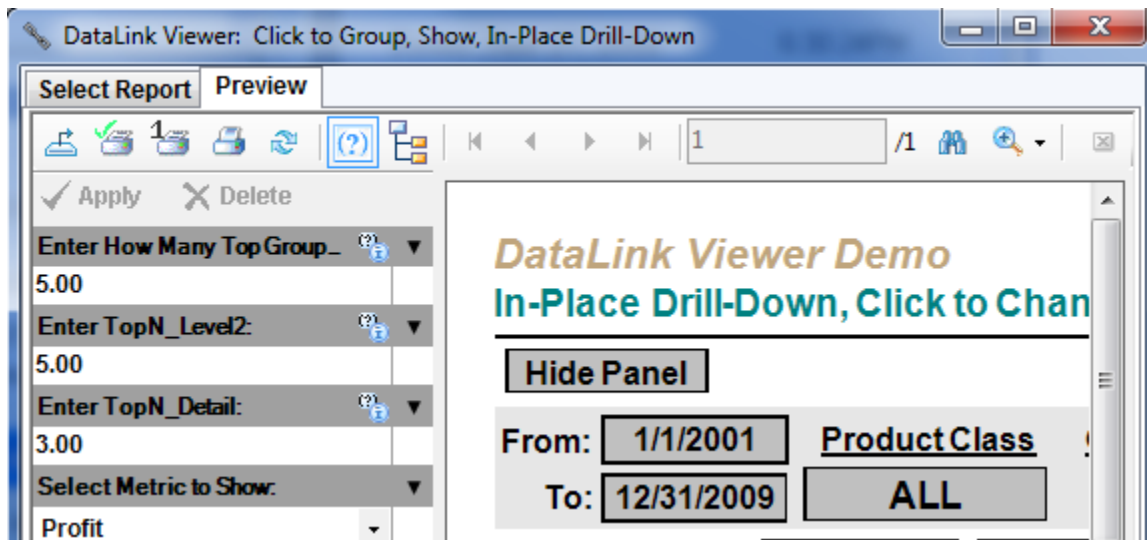 DataLink Viewer: Click to Group, Show, In-Place Drill-Down
Select Report Preview
1 (?) 1 /1
Apply Delete
Enter How Many Top Group_
5.00
Enter TopN_Level2:
5.00
Enter TopN_Detail:
3.00
Select Metric to Show:
Profit
DataLink Viewer Demo
In-Place Drill-Down, Click to Chan
Hide Panel
From: 1/1/2001 Product Class
To: 12/31/2009 ALL